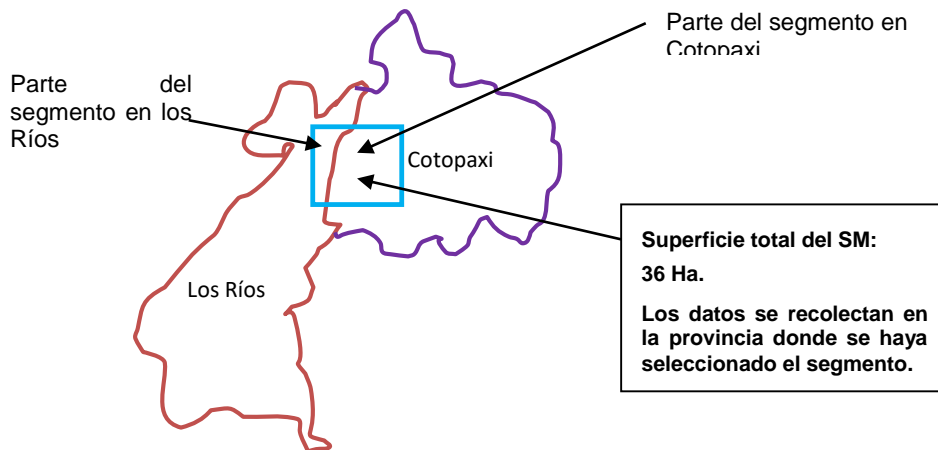 Parte del segmento en
Cotopaxi
Parte del
segmento en los
Ríos
Cotopaxi
Los Ríos
Superficie total del SM:
36 Ha.
Los datos se recolectan en
la provincia donde se haya
seleccionado el segmento.